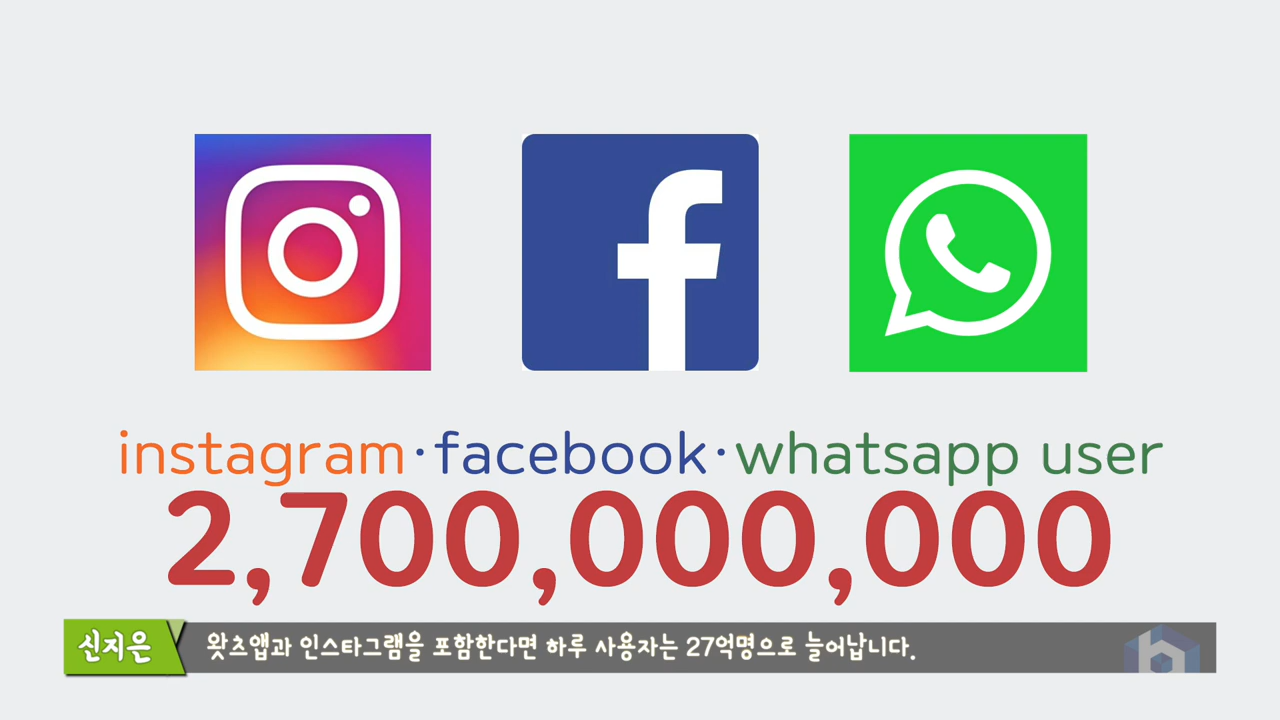 instagram·facebook·whatsapp user
2,700,000,000
신지은
왓츠앱과 인스타그램을 포함한다면 하루 사용자는 27억명으로 늘어납니다.